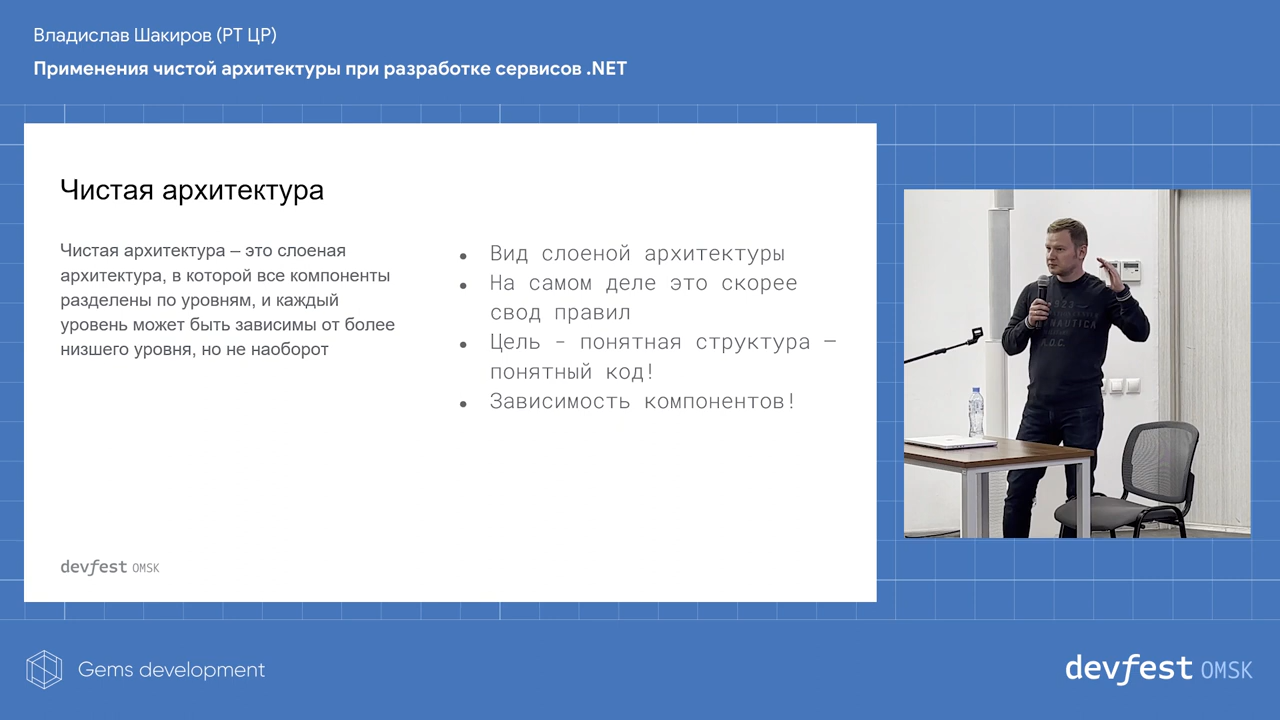 Владислав Шакиров (РТ ЦР)
Применения чистой архитектуры при разработке сервисов .NET
Чистая архитектура
Чистая архитектура – это слоеная
архитектура, в которой все компоненты
разделены по уровням, и каждый
уровень может быть зависимы от более
низшего уровня, но не наоборот
• Вид слоеной архитектуры
• На самом деле это скорее
свод правил
• Цель - понятная структура –
понятный код!
• Зависимость компонентов!
devfest OMSK
Gems development
devfest OMSK